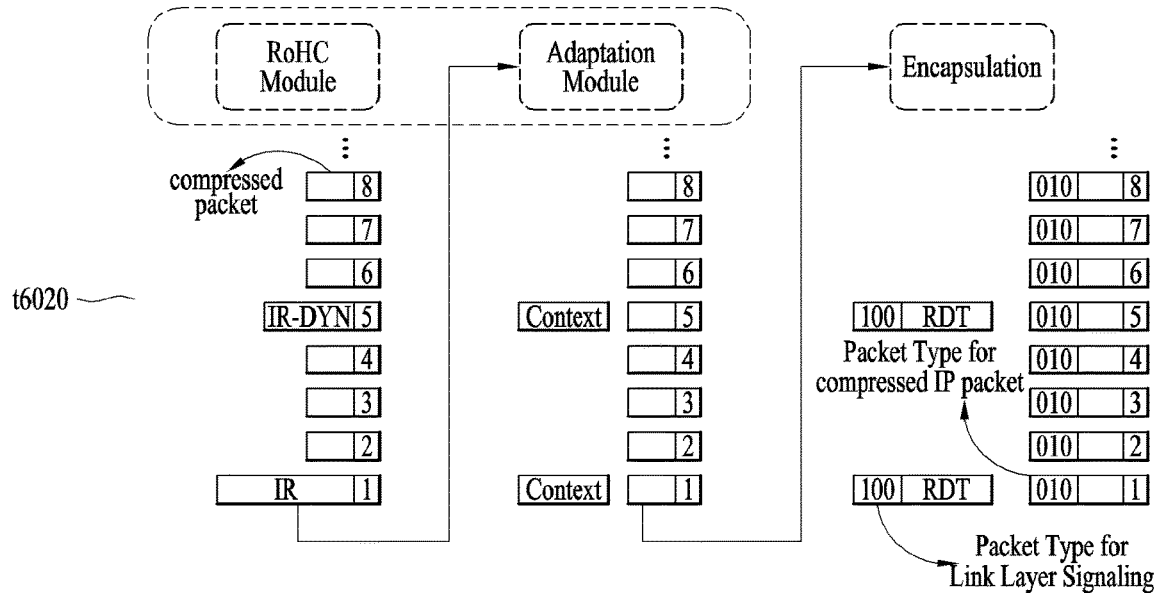 RoHC
Module
Adaptation
Module
Encapsulation
compressed
packet
8
8
010 8
7
7
010 7
6
6
010 6
t6020
IR-DYN 5
Context 5
100 RDT
010 5
4
4
Packet Type for
compressed IP packet
010 4
3
3
010 3
2
2
010 2
IR 1
Context 1
100 RDT
010 1
Packet Type for
Link Layer Signaling